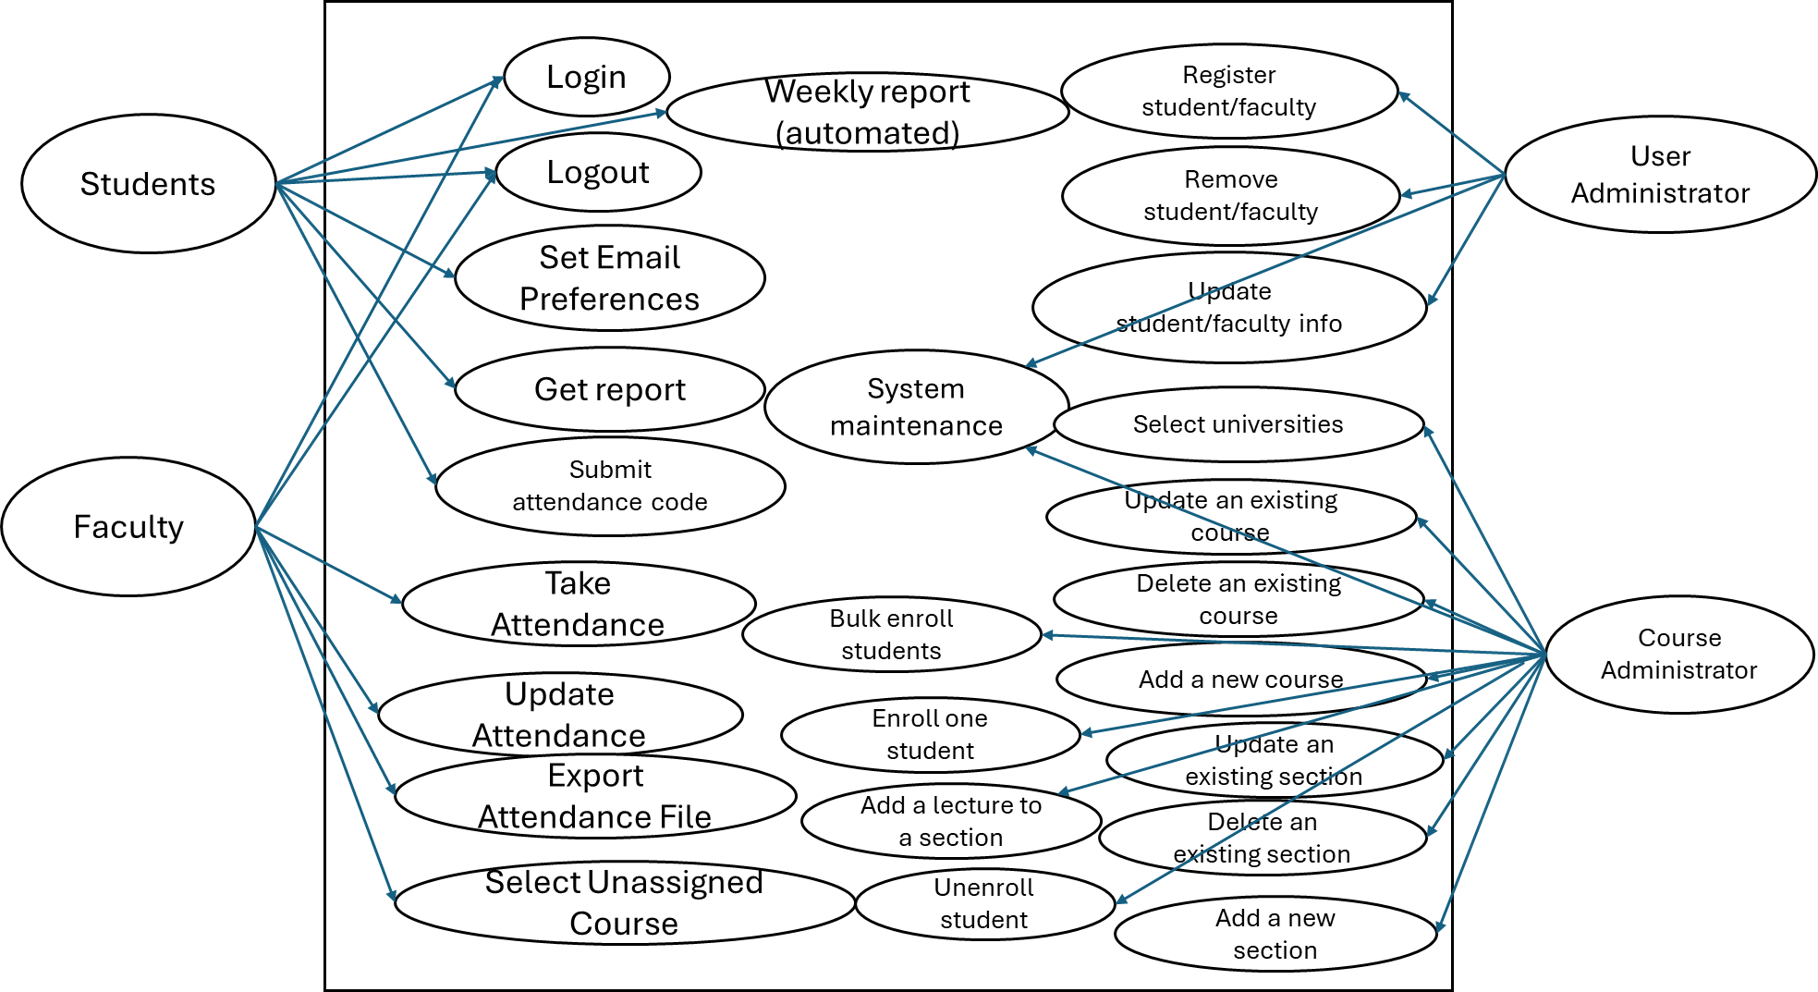 Students
Faculty
Login
Logout
Set Email
Preferences
Get report
Submit
attendance code
Take
Attendance
Update
Attendance
Export
Attendance File
Select Unassigned
Course
Weekly report
(automated)
System
maintenance
Bulk enroll
students
Enroll one
student
Add a lecture to
a section
Unenroll
student
Register
student/faculty
Remove
student/faculty
Update
student/faculty info
Select universities
Update an existing
course
Delete an existing
course
Add a new course
Update an
existing section
Delete an
existing section
Add a new
section
User
Administrator
Course
Administrator